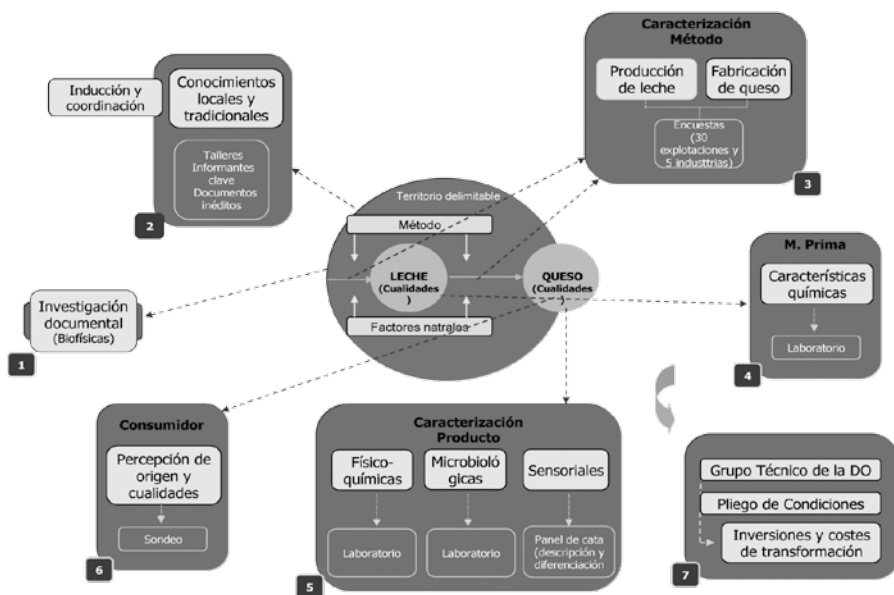 Inducción y
coordinación
Conocimientos
locales y
tradicionales
Talleres
Informantes
clave
Documentos
inéditos
2
Caracterización
Método
Producción
de leche
Fabricación
de queso
Encuestas
(30
explotaciones y
5 industtrias)
3
Territorio delimitable
Método
LECHE
(Cualidades
)
QUESO
(Cualidades
)
Factores natrales
Investigación
documental
(Biofísicas)
1
M. Prima
Características
químicas
Laboratorio
4
Consumidor
Percepción de
origen y
cualidades
Sondeo
6
Caracterización
Producto
Físico-
químicas
Microbioló
gicas
Sensoriales
Laboratorio
Laboratorio
Panel de cata
(descripción y
diferenciación
5
Grupo Técnico de la DO
Pliego de Condiciones
Inversiones y costes
de transformación
7